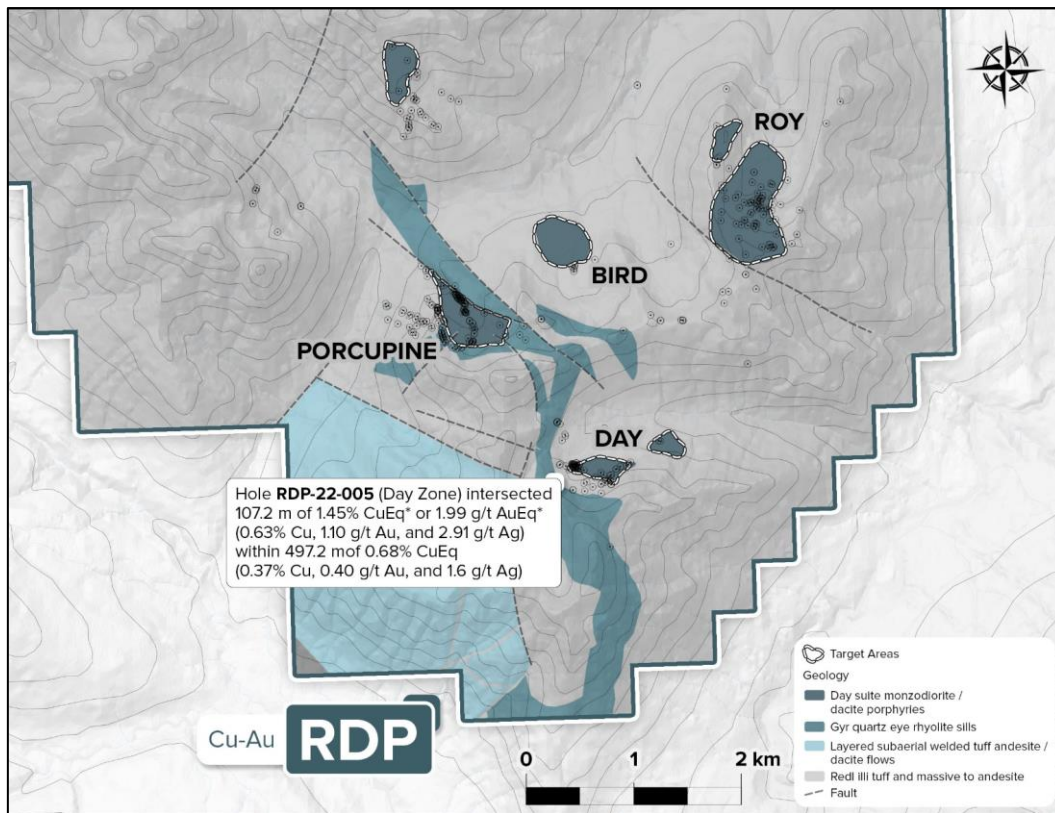 ROY
BIRD
PORCUPINE
DAY
Hole RDP-22-005 (Day Zone) intersected
107.2 m of 1.45% CuEq* or 1.99 g/t AuEq*
(0.63% Cu, 1.10 g/t Au, and 2.91 g/t Ag)
within 497.2 mof 0.68% CuEq
(0.37% Cu, 0.40 g/t Au, and 1.6 g/t Ag)
Target Areas
Geology
Day suite monzodiorite /
dacite porphyries
Gyr quartz eye rhyolite sills
Layered subaerial welded tuff andesite /
dacite flows
Redl illi tuff and massive to andesite
Fault
Cu-Au RDP
0 1 2 km